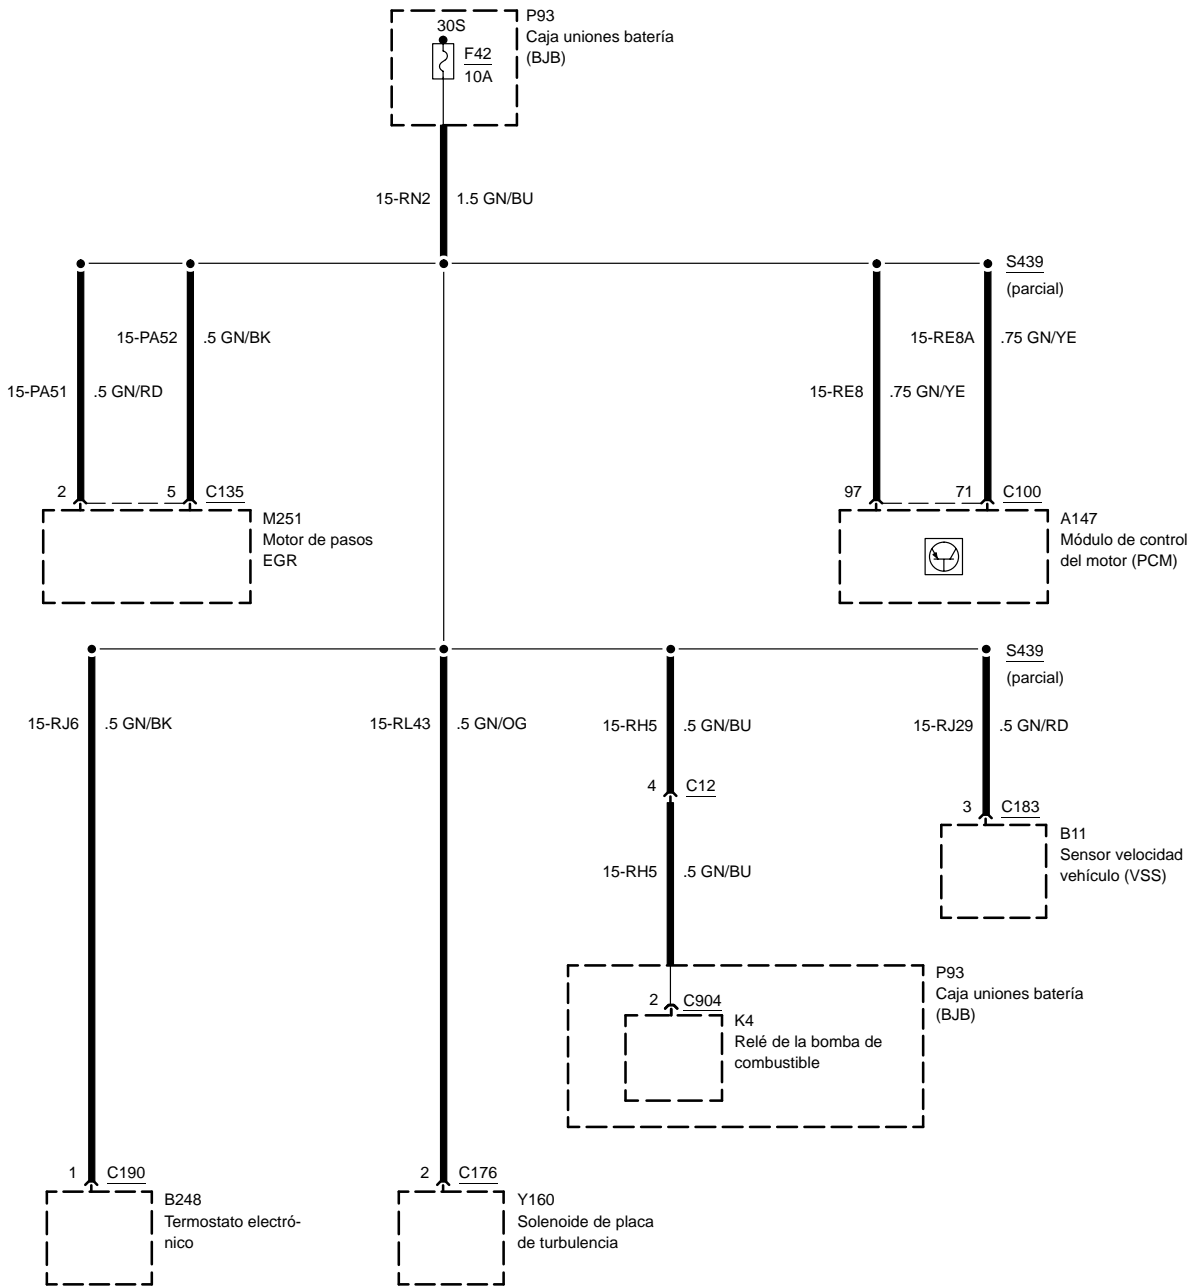 P93
Caja uniones batería
(BJB)
30S
F42
10A
15-RN2
1.5 GN/BU
S439
(parcial)
15-PA52
.5 GN/BK
15-RE8A
.75 GN/YE
15-PA51
.5 GN/RD
15-RE8
.75 GN/YE
2
5
C135
97
71
C100
M251
Motor de pasos
EGR
A147
Módulo de control
del motor (PCM)
S439
(parcial)
15-RJ6
.5 GN/BK
15-RL43
.5 GN/OG
15-RH5
.5 GN/BU
15-RJ29
.5 GN/RD
4
C12
3
C183
B11
Sensor velocidad
vehículo (VSS)
15-RH5
.5 GN/BU
P93
Caja uniones batería
(BJB)
2
C904
K4
Relé de la bomba de
combustible
1
C190
2
C176
B248
Termostato electró-
nico
Y160
Solenoide de placa
de turbulencia